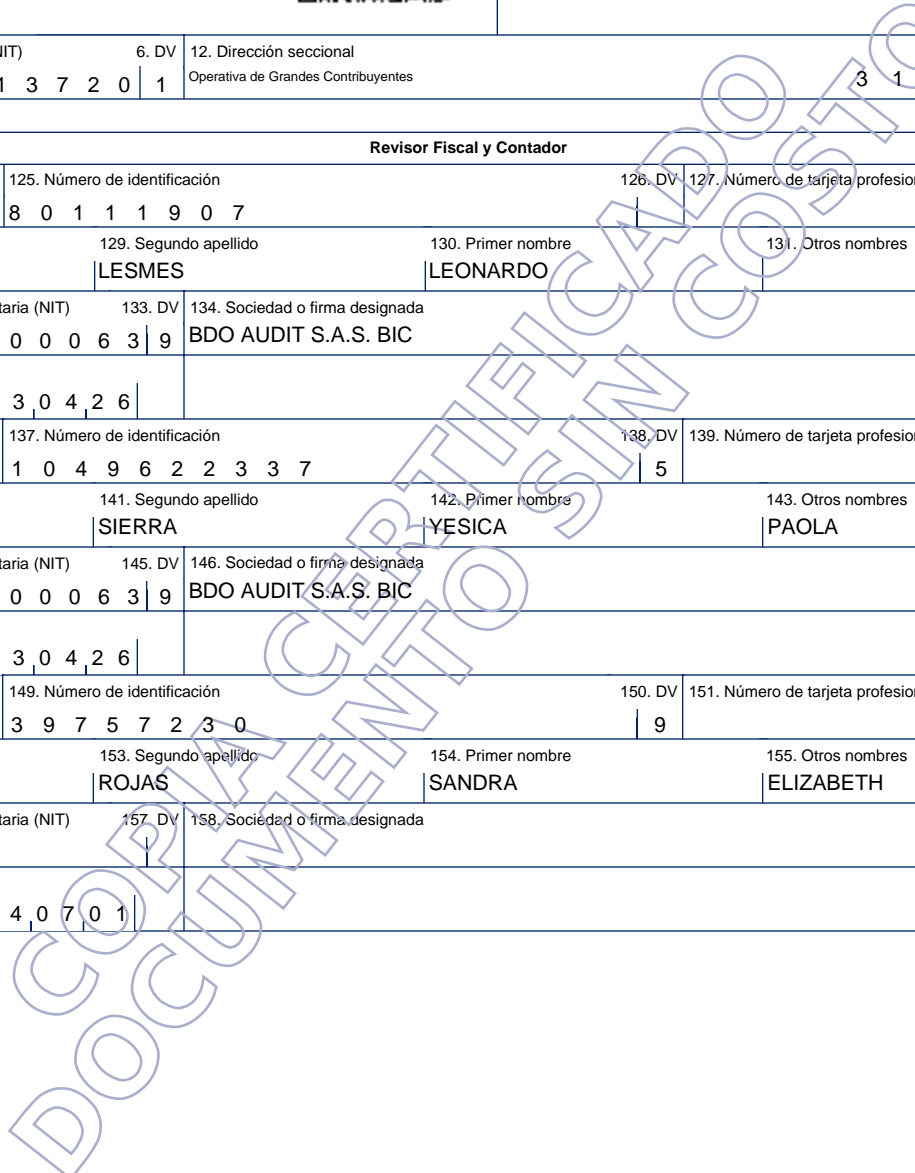 IT) 6. DV 12. Dirección seccional
1 3 7 2 0 1 Operativa de Grandes Contribuyentes 3 1
Revisor Fiscal y Contador
125. Número de identificación 126. DV 127. Número de tarjeta profesion
8 0 1 1 1 9 0 7
129. Segundo apellido 130. Primer nombre 131. Otros nombres
LESMES LEONARDO
taria (NIT) 133. DV 134. Sociedad o firma designada
0 0 0 6 3 9 BDO AUDIT S.A.S. BIC
3 0 4 2 6
137. Número de identificación 138. DV 139. Número de tarjeta profesion
1 0 4 9 6 2 2 3 3 7 5
141. Segundo apellido 142. Primer nombre 143. Otros nombres
SIERRA YESICA PAOLA
taria (NIT) 145. DV 146. Sociedad o firma designada
0 0 0 6 3 9 BDO AUDIT S.A.S. BIC
3 0 4 2 6
149. Número de identificación 150. DV 151. Número de tarjeta profesion
3 9 7 5 7 2 3 0 9
153. Segundo apellido 154. Primer nombre 155. Otros nombres
ROJAS SANDRA ELIZABETH
taria (NIT) 157. DV 158. Sociedad o firma designada
4 0 7 0 1
COPIA CERTIFICADO
DOCUMENTO SIN COSTO